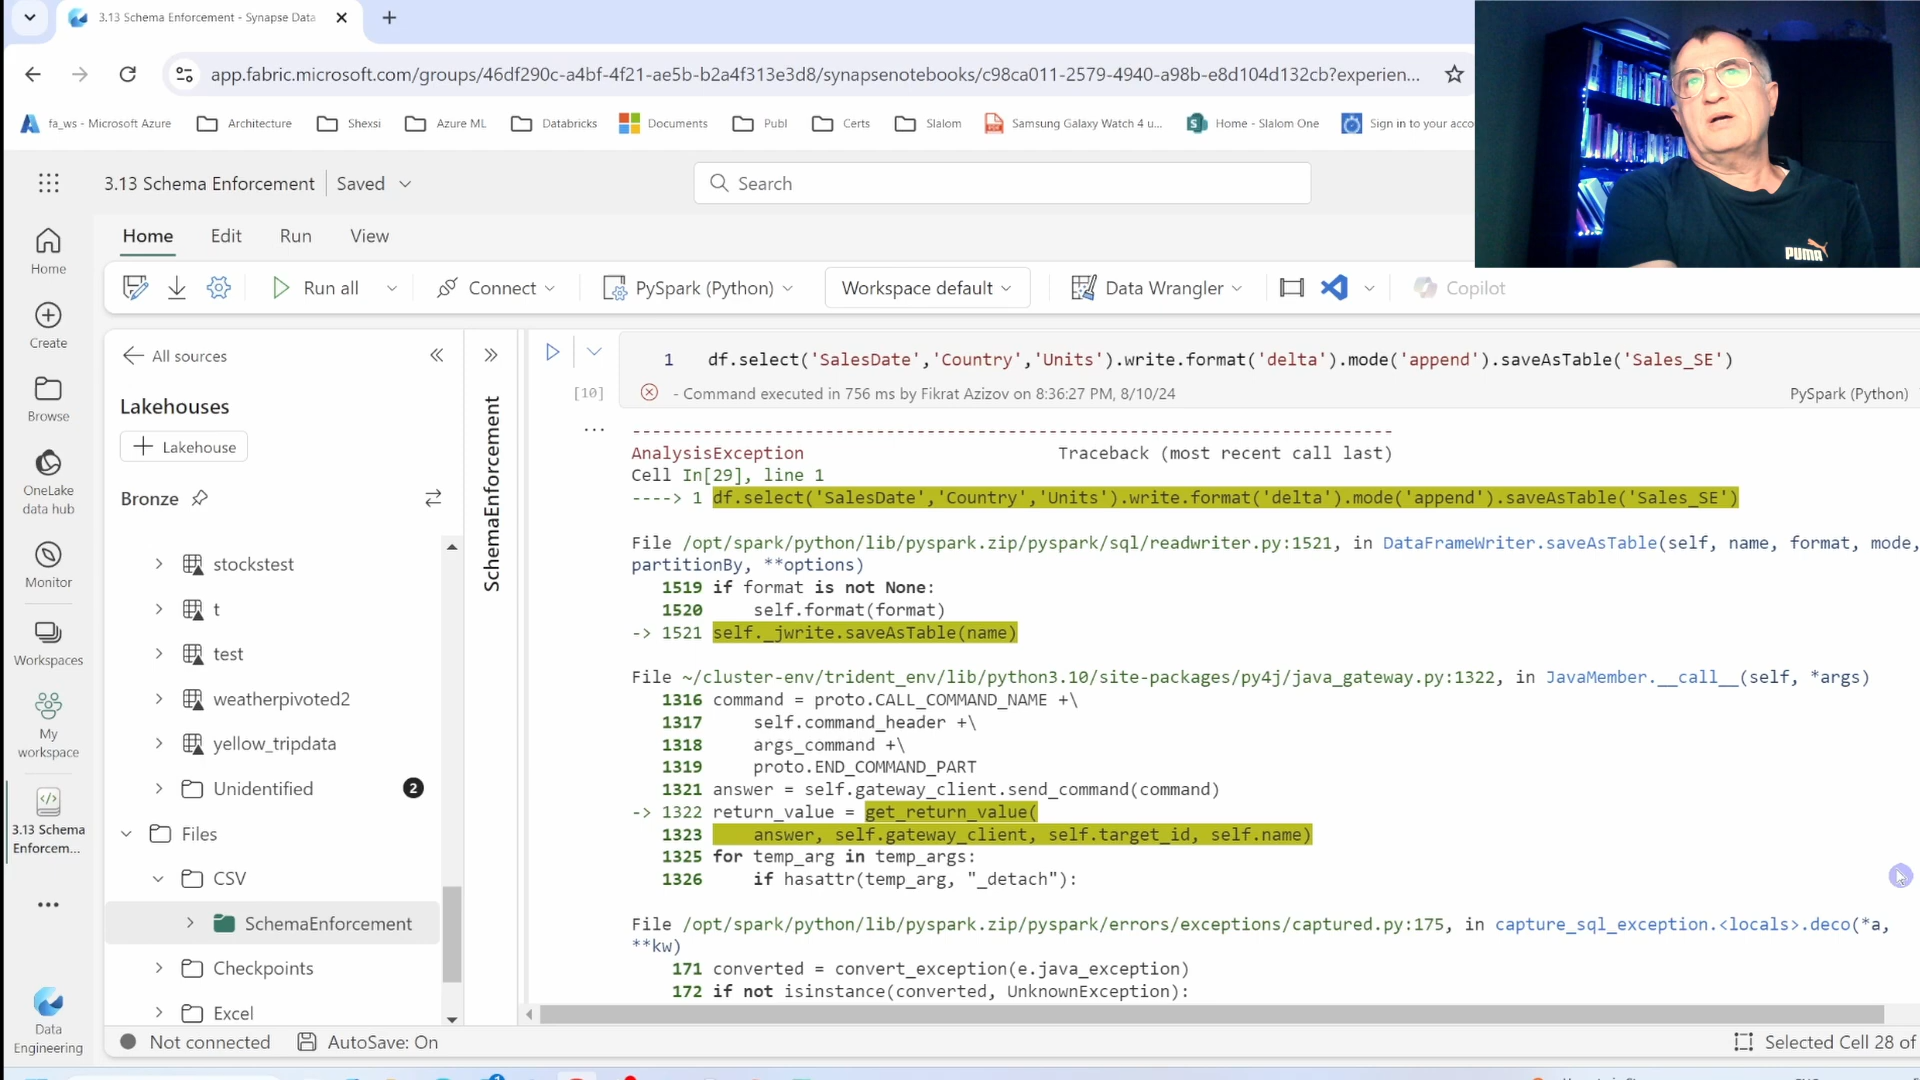 3.13 Schema Enforcement - Synapse Data
app.fabric.microsoft.com/groups/46df290c-a4bf-4f21-ae5b-b2a4f313e3d8/synapsenotebooks/c98ca011-2579-4940-a98b-e8d104d132cb?experien...
fa_ws - Microsoft Azure
Architecture
Shexsi
Azure ML
Databricks
Documents
Publ
Certs
Slalom
Samsung Galaxy Watch 4 u...
Home - Slalom One
Sign in to your acco
PUMA
3.13 Schema Enforcement
Saved
Search
Home
Edit
Run
View
Run all
Connect
PySpark (Python)
Workspace default
Data Wrangler
Copilot
Home
Create
Browse
OneLake
data hub
Monitor
Workspaces
My
workspace
3.13 Schema
Enforcem...
Data
Engineering
All sources
Lakehouses
Lakehouse
Bronze
stockstest
t
test
weatherpivoted2
yellow_tripdata
Unidentified
2
Files
CSV
SchemaEnforcement
Checkpoints
Excel
SchemaEnforcement
1 df.select('SalesDate','Country','Units').write.format('delta').mode('append').saveAsTable('Sales_SE')
[10]
- Command executed in 756 ms by Fikrat Azizov on 8:36:27 PM, 8/10/24
PySpark (Python)
...
---------------------------------------------------------------------------
AnalysisException Traceback (most recent call last)
Cell In[29], line 1
----> 1 df.select('SalesDate','Country','Units').write.format('delta').mode('append').saveAsTable('Sales_SE')
File /opt/spark/python/lib/pyspark.zip/pyspark/sql/readwriter.py:1521, in DataFrameWriter.saveAsTable(self, name, format, mode,
partitionBy, **options)
1519 if format is not None:
1520 self.format(format)
-> 1521 self._jwrite.saveAsTable(name)
File ~/cluster-env/trident_env/lib/python3.10/site-packages/py4j/java_gateway.py:1322, in JavaMember.__call__(self, *args)
1316 command = proto.CALL_COMMAND_NAME +\
1317 self.command_header +\
1318 args_command +\
1319 proto.END_COMMAND_PART
1321 answer = self.gateway_client.send_command(command)
-> 1322 return_value = get_return_value(
1323 answer, self.gateway_client, self.target_id, self.name)
1325 for temp_arg in temp_args:
1326 if hasattr(temp_arg, "_detach"):
File /opt/spark/python/lib/pyspark.zip/pyspark/errors/exceptions/captured.py:175, in capture_sql_exception.<locals>.deco(*a,
**kw)
171 converted = convert_exception(e.java_exception)
172 if not isinstance(converted, UnknownException):
Not connected
AutoSave: On
Selected Cell 28 of